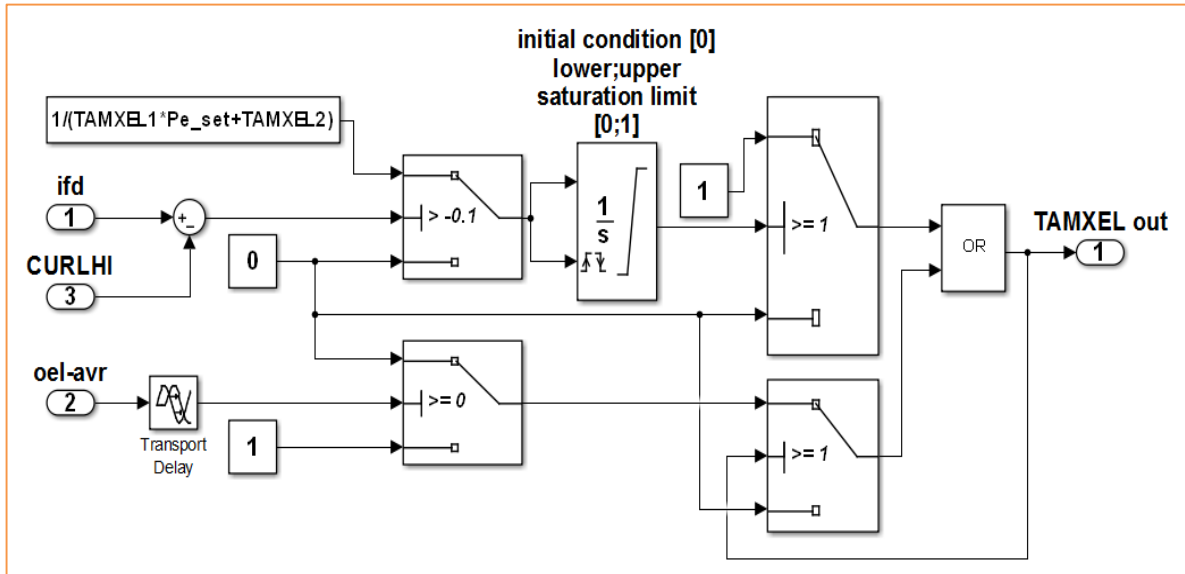 initial condition [0]
lower;upper
saturation limit
[0;1]
1/(TAMXEL1*Pe_set+TAMXEL2)
ifd
1
+
-
> -0.1
0
CURLHI
3
1
s
1
>= 1
OR
TAMXEL out
1
oel-avr
2
Transport
Delay
>= 0
1
>= 1